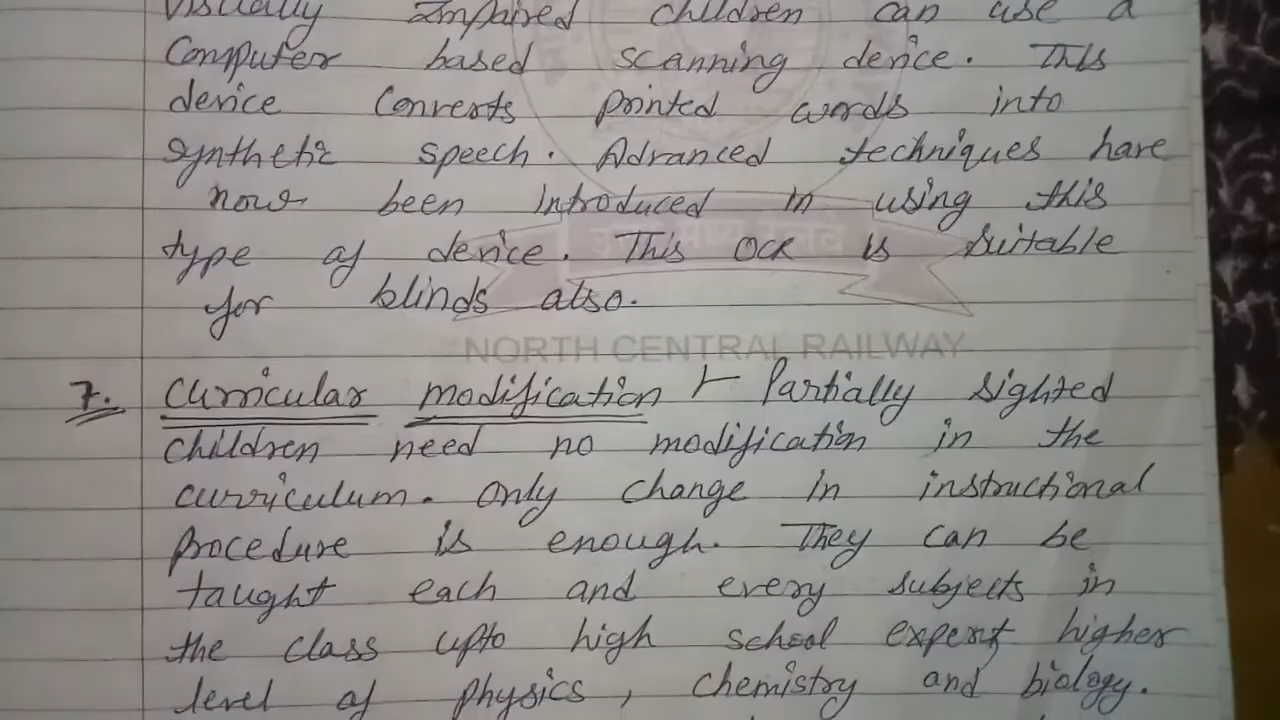 visually Impaired children can use a
Computer based scanning device. This
device Converts printed words into
synthetic speech. Advanced techniques have
now been introduced in using this
type of device. This OCR is suitable
for blinds also.
NORTH CENTRAL RAILWAY
7. Curricular modification :- Partially sighted
children need no modification in the
curriculum. Only change in instructional
procedure is enough. They can be
taught each and every subjects in
the class upto high school expert higher
level of physics, chemistry and biology.